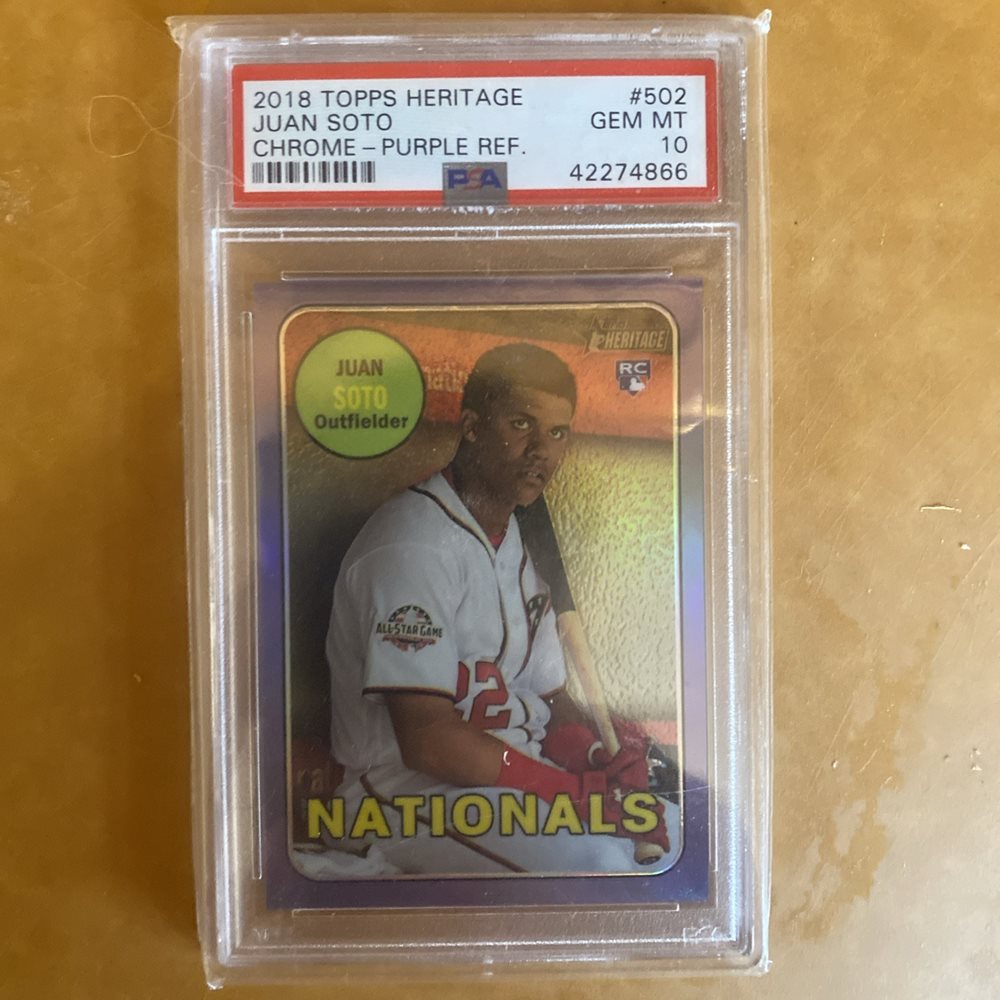 2018 TOPPS HERITAGE #502
JUAN SOTO GEM MT
CHROME - PURPLE REF. 10
PSA 42274866
HERITAGE
RC
JUAN
SOTO
Outfielder
ALL-STAR GAME
22
NATIONALS